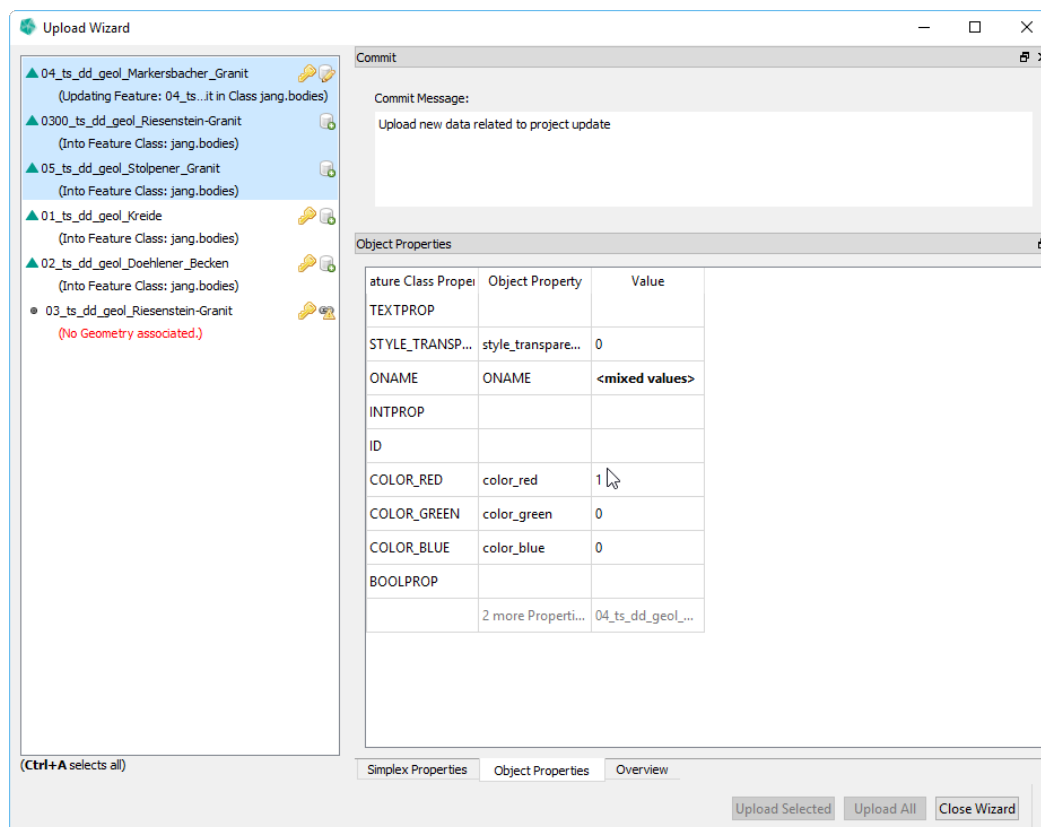 Upload Wizard
04_ts_dd_geol_Markersbacher_Granit
(Updating Feature: 04_ts...it in Class jang.bodies)
0300_ts_dd_geol_Riesenstein-Granit
(Into Feature Class: jang.bodies)
05_ts_dd_geol_Stolpener_Granit
(Into Feature Class: jang.bodies)
01_ts_dd_geol_Kreide
(Into Feature Class: jang.bodies)
02_ts_dd_geol_Doehlener_Becken
(Into Feature Class: jang.bodies)
03_ts_dd_geol_Riesenstein-Granit
(No Geometry associated.)
(Ctrl+A selects all)
Commit
Commit Message:
Upload new data related to project update
Object Properties
ature Class Proper Object Property Value
TEXTPROP
STYLE_TRANSP... style_transpare... 0
ONAME ONAME <mixed values>
INTPROP
ID
COLOR_RED color_red 1
COLOR_GREEN color_green 0
COLOR_BLUE color_blue 0
BOOLPROP
2 more Properti... 04_ts_dd_geol_...
Simplex Properties Object Properties Overview
Upload Selected Upload All Close Wizard